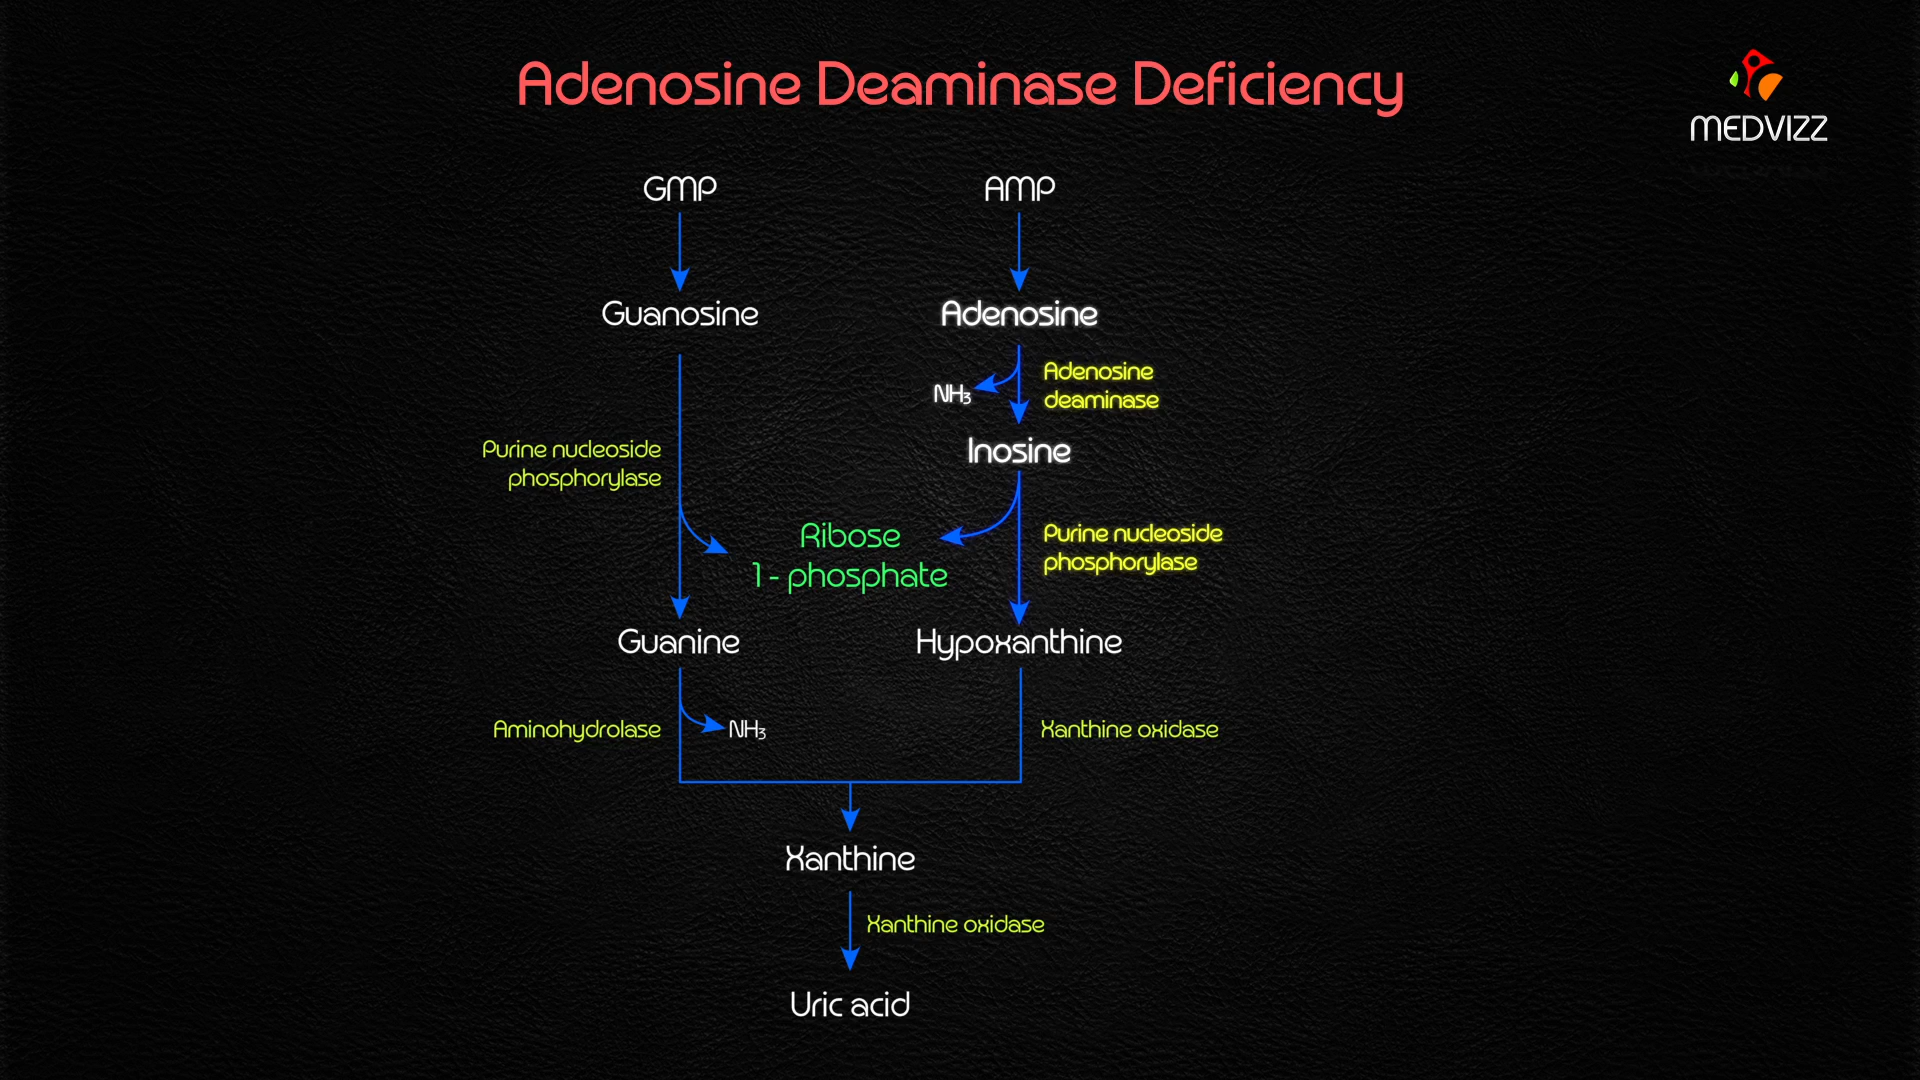 Adenosine Deaminase Deficiency
MEDVIZZ
GMP
AMP
Guanosine
Adenosine
NH₃
Adenosine
deaminase
Inosine
Purine nucleoside
phosphorylase
Ribose
1 - phosphate
Purine nucleoside
phosphorylase
Guanine
Hypoxanthine
Aminohydrolase
NH₃
Xanthine oxidase
Xanthine
Xanthine oxidase
Uric acid